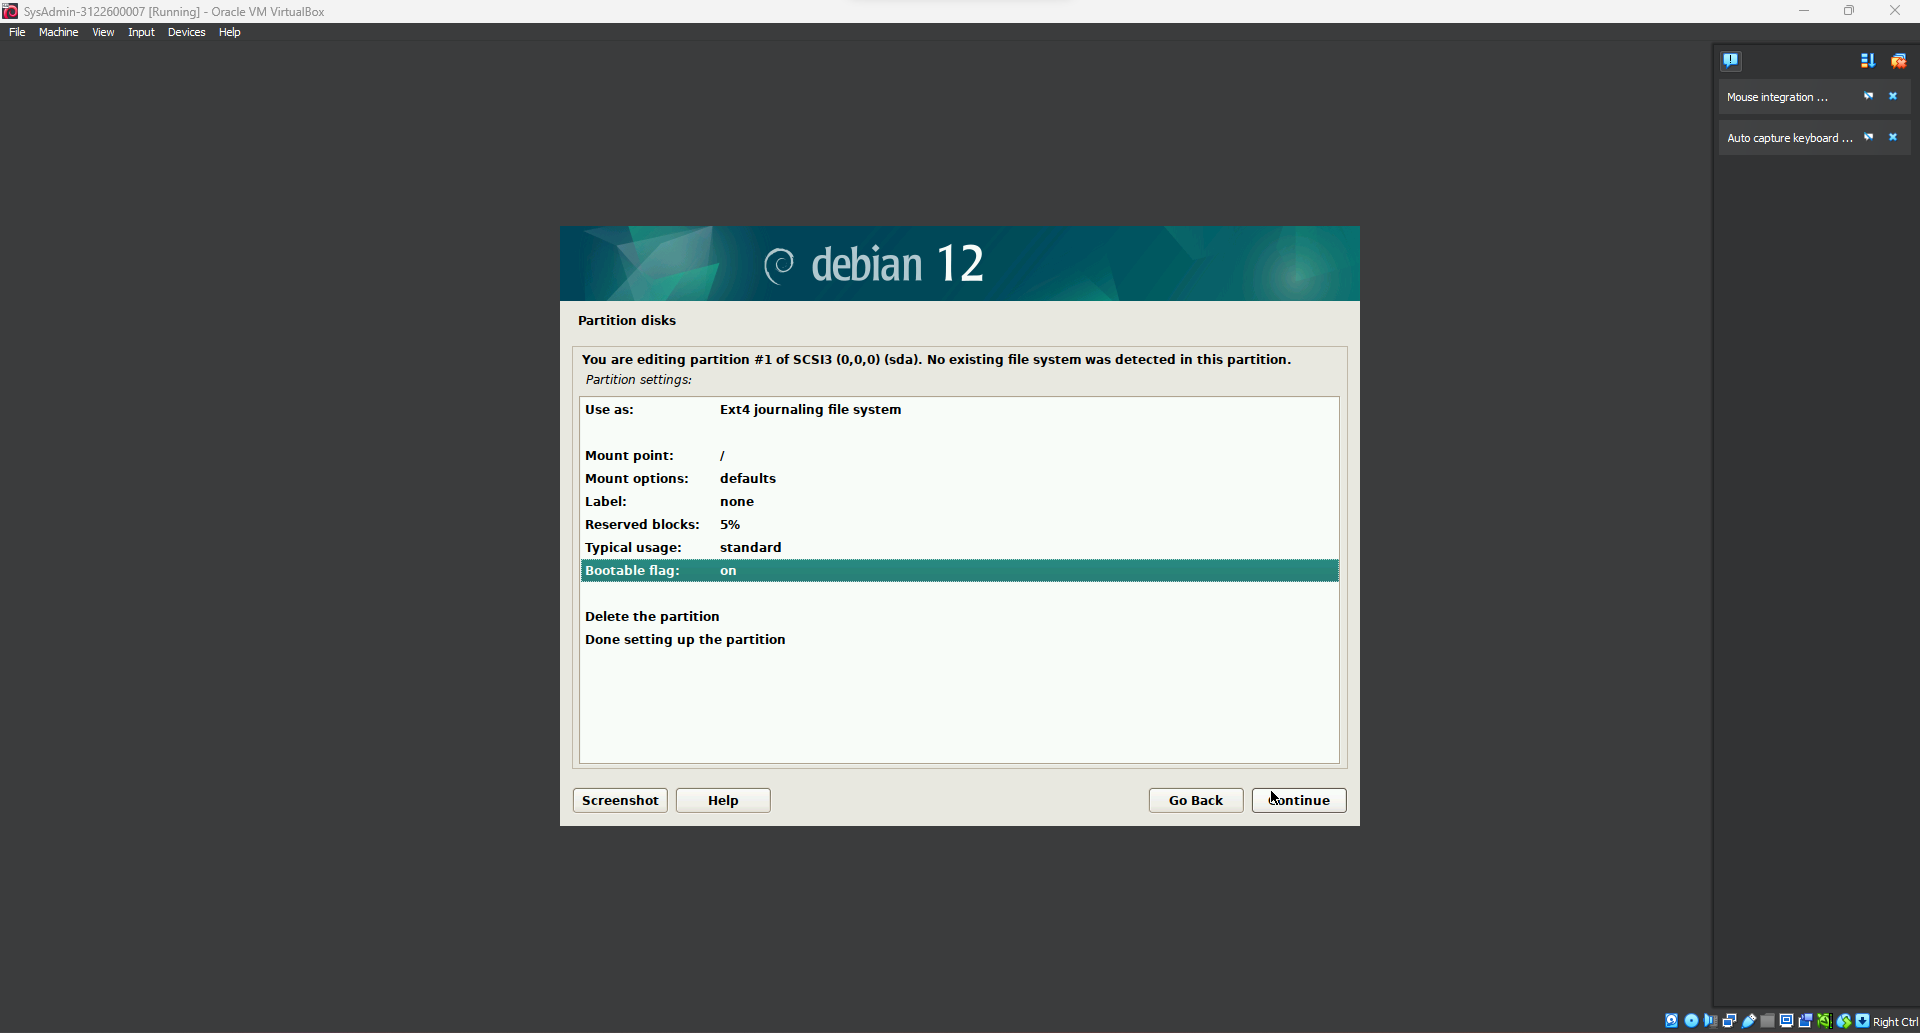 SysAdmin-3122600007 [Running] - Oracle VM VirtualBox
File Machine View Input Devices Help
Mouse integration ...
Auto capture keyboard ...
debian 12
Partition disks
You are editing partition #1 of SCSI3 (0,0,0) (sda). No existing file system was detected in this partition.
Partition settings:
Use as: Ext4 journaling file system
Mount point: /
Mount options: defaults
Label: none
Reserved blocks: 5%
Typical usage: standard
Bootable flag: on
Delete the partition
Done setting up the partition
Screenshot Help Go Back Continue
Right Ctrl